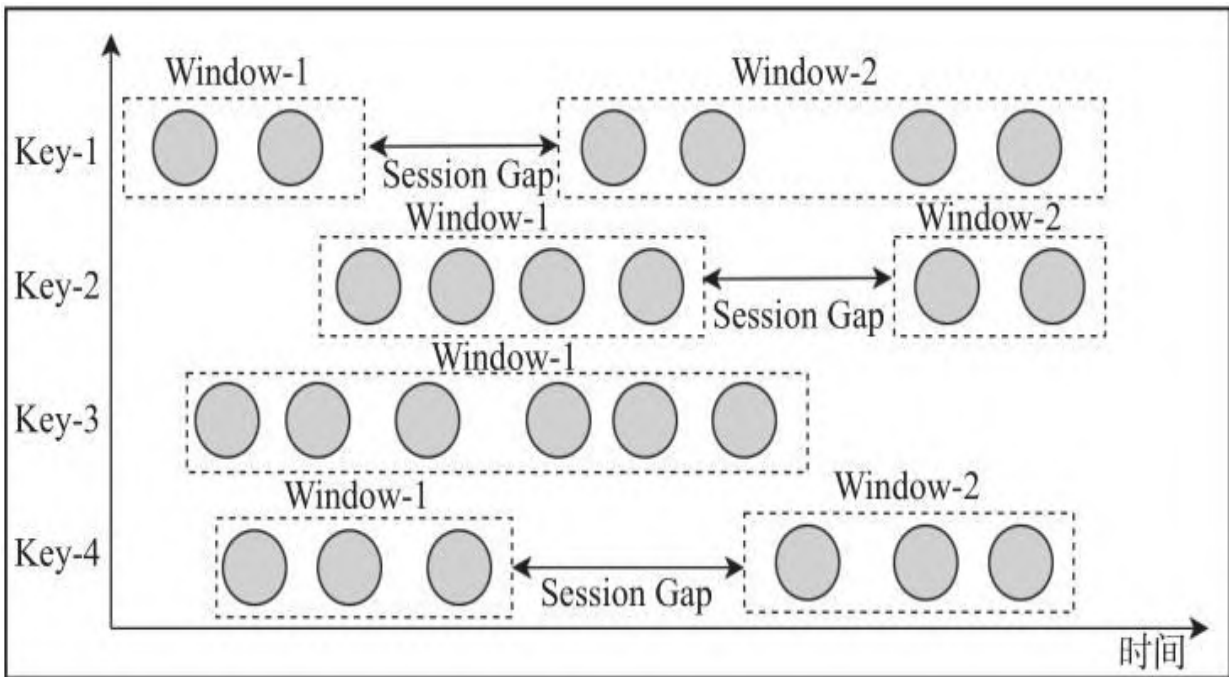 Window-1
Window-2
Key-1
Session Gap
Window-1
Window-2
Key-2
Session Gap
Window-1
Key-3
Window-1
Window-2
Key-4
Session Gap
时间